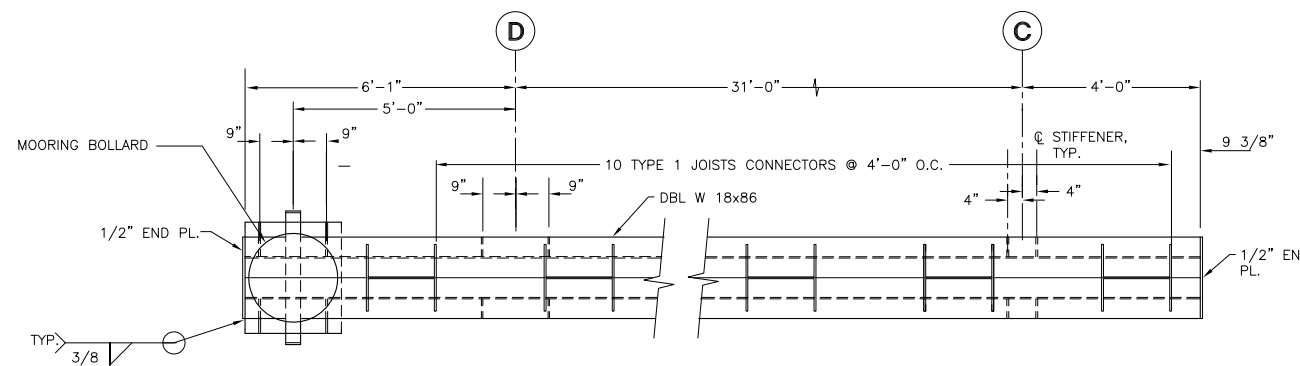 D
C
6'-1"
31'-0"
4'-0"
5'-0"
9"
9"
MOORING BOLLARD
℄ STIFFENER,
TYP.
9 3/8"
10 TYPE 1 JOISTS CONNECTORS @ 4'-0" O.C.
9"
9"
4"
4"
DBL W 18x86
1/2" END PL.
1/2" EN
PL.
TYP.
3/8